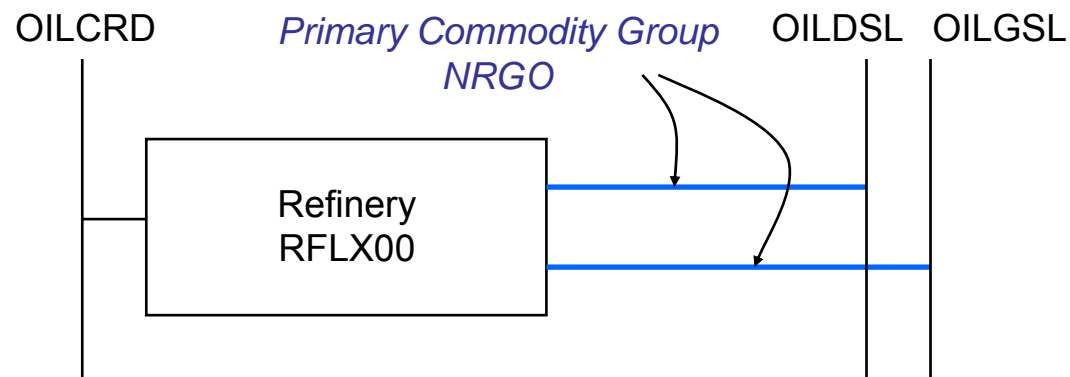 OILCRD
Primary Commodity Group
NRGO
OILDSL
OILGSL
Refinery
RFLX00